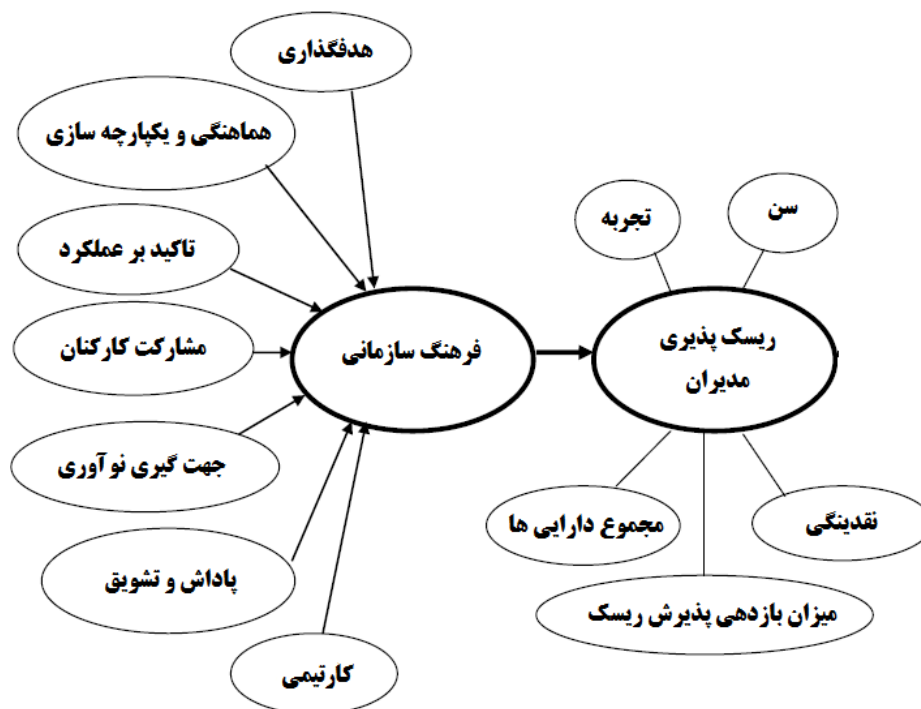 هدفگذاری
هماهنگی و یکپارچه سازی
تاکید بر عملکرد
مشارکت کارکنان
جهت گیری نو آوری
پاداش و تشویق
کارتیمی
فرهنگ سازمانی
سن
تجربه
ریسک پذیری
مدیران
نقدینگی
مجموع دارایی ها
میزان بازدهی پذیرش ریسک